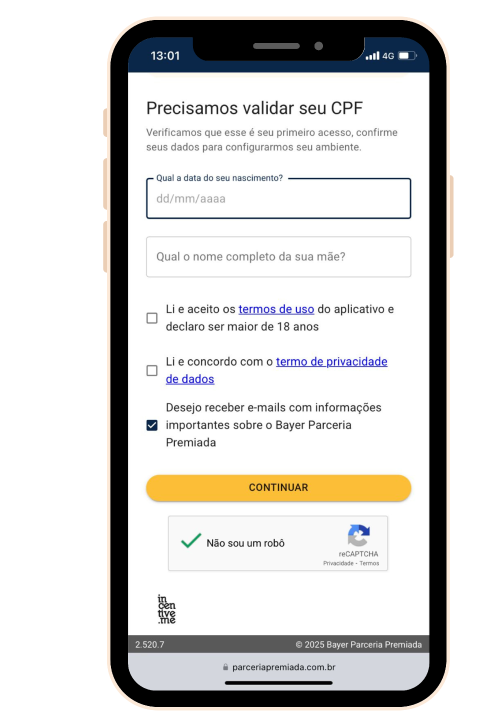 13:01
4G
Precisamos validar seu CPF
Verificamos que esse é seu primeiro acesso, confirme
seus dados para configurarmos seu ambiente.
Qual a data do seu nascimento?
dd/mm/aaaa
Qual o nome completo da sua mãe?
Li e aceito os termos de uso do aplicativo e
declaro ser maior de 18 anos
Li e concordo com o termo de privacidade
de dados
Desejo receber e-mails com informações
importantes sobre o Bayer Parceria
Premiada
CONTINUAR
Não sou um robô
reCAPTCHA
Privacidade - Termos
in
cen
tive
.me
2.520.7
© 2025 Bayer Parceria Premiada
parceriapremiada.com.br